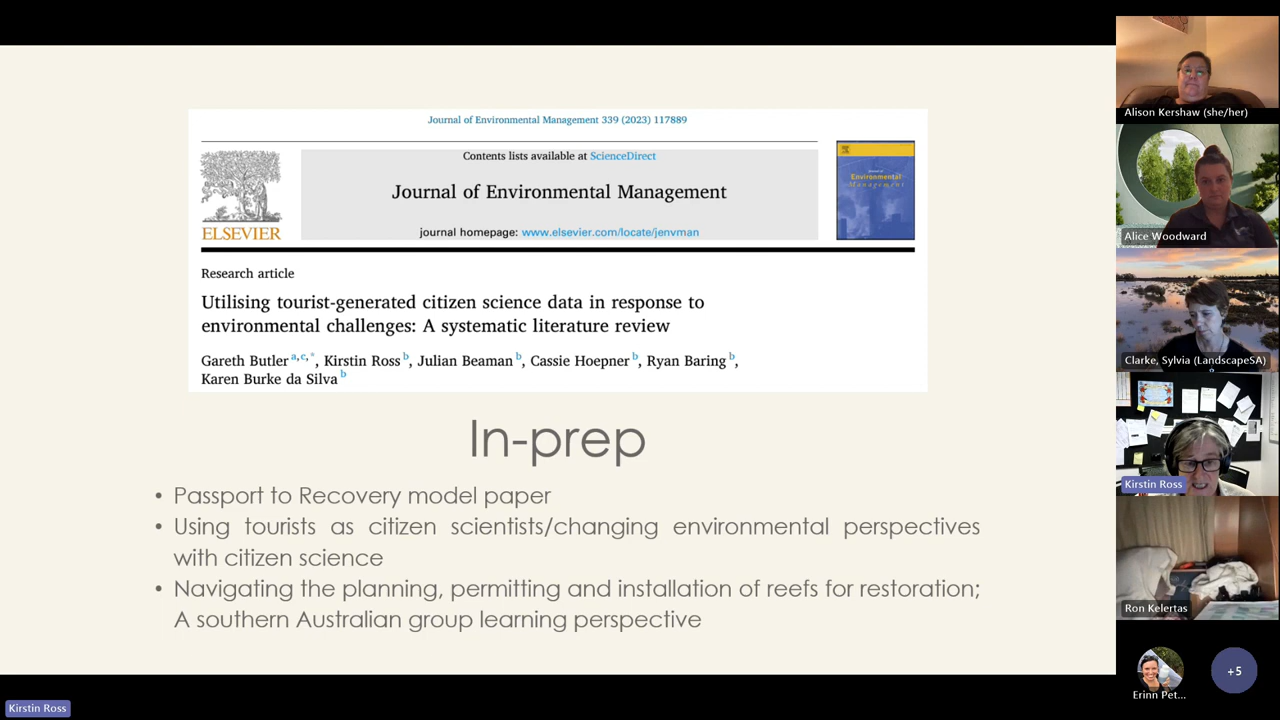 Journal of Environmental Management 339 (2023) 117889
Contents lists available at ScienceDirect
Journal of Environmental Management
journal homepage: www.elsevier.com/locate/jenvman
ELSEVIER
Journal of
Environmental
Management
Research article
Utilising tourist-generated citizen science data in response to
environmental challenges: A systematic literature review
Gareth Butler a,c,*, Kirstin Ross b, Julian Beaman b, Cassie Hoepner b, Ryan Baring b,
Karen Burke da Silva b
In-prep
• Passport to Recovery model paper
• Using tourists as citizen scientists/changing environmental perspectives
with citizen science
• Navigating the planning, permitting and installation of reefs for restoration;
A southern Australian group learning perspective
Alison Kershaw (she/her)
Alice Woodward
Clarke, Sylvia (LandscapeSA)
Kirstin Ross
Ron Kelertas
Erinn Pet...
+5
Kirstin Ross